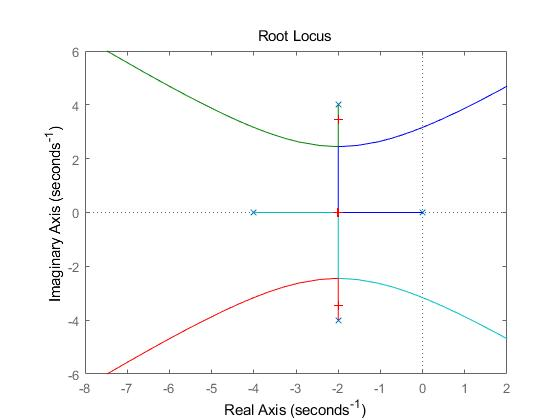 Root Locus
6
4
2
0
-2
-4
-6
Imaginary Axis (seconds⁻¹)
-8 -7 -6 -5 -4 -3 -2 -1 0 1 2
Real Axis (seconds⁻¹)